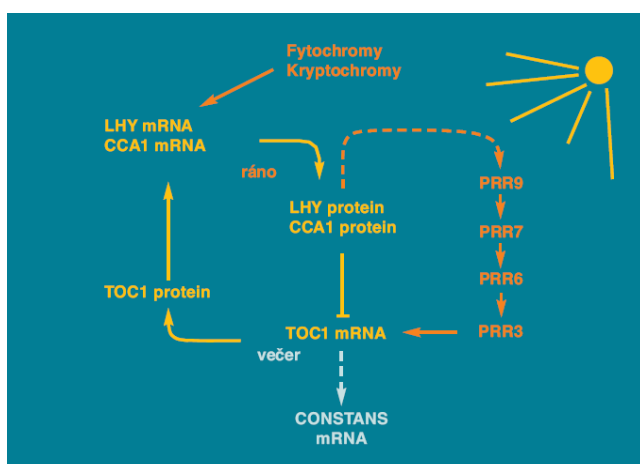 Fytochromy
Kryptochromy
LHY mRNA
CCA1 mRNA
ráno
PRR9
LHY protein
CCA1 protein
PRR7
PRR6
TOC1 protein
TOC1 mRNA
PRR3
večer
CONSTANS
mRNA